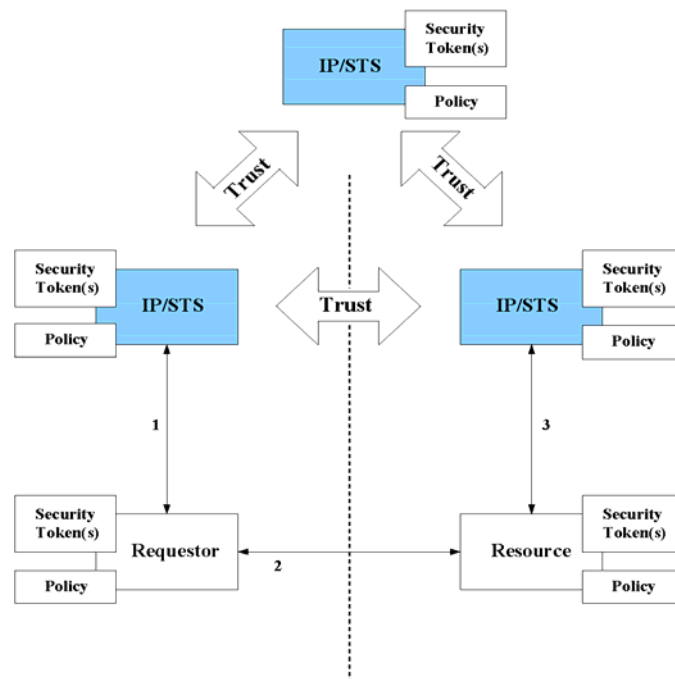 Security
Token(s)
IP/STS
Policy
Trust
Trust
Security
Token(s)
IP/STS
Policy
Trust
Security
Token(s)
IP/STS
Policy
1
3
Security
Token(s)
Requestor
Policy
2
Security
Token(s)
Resource
Policy